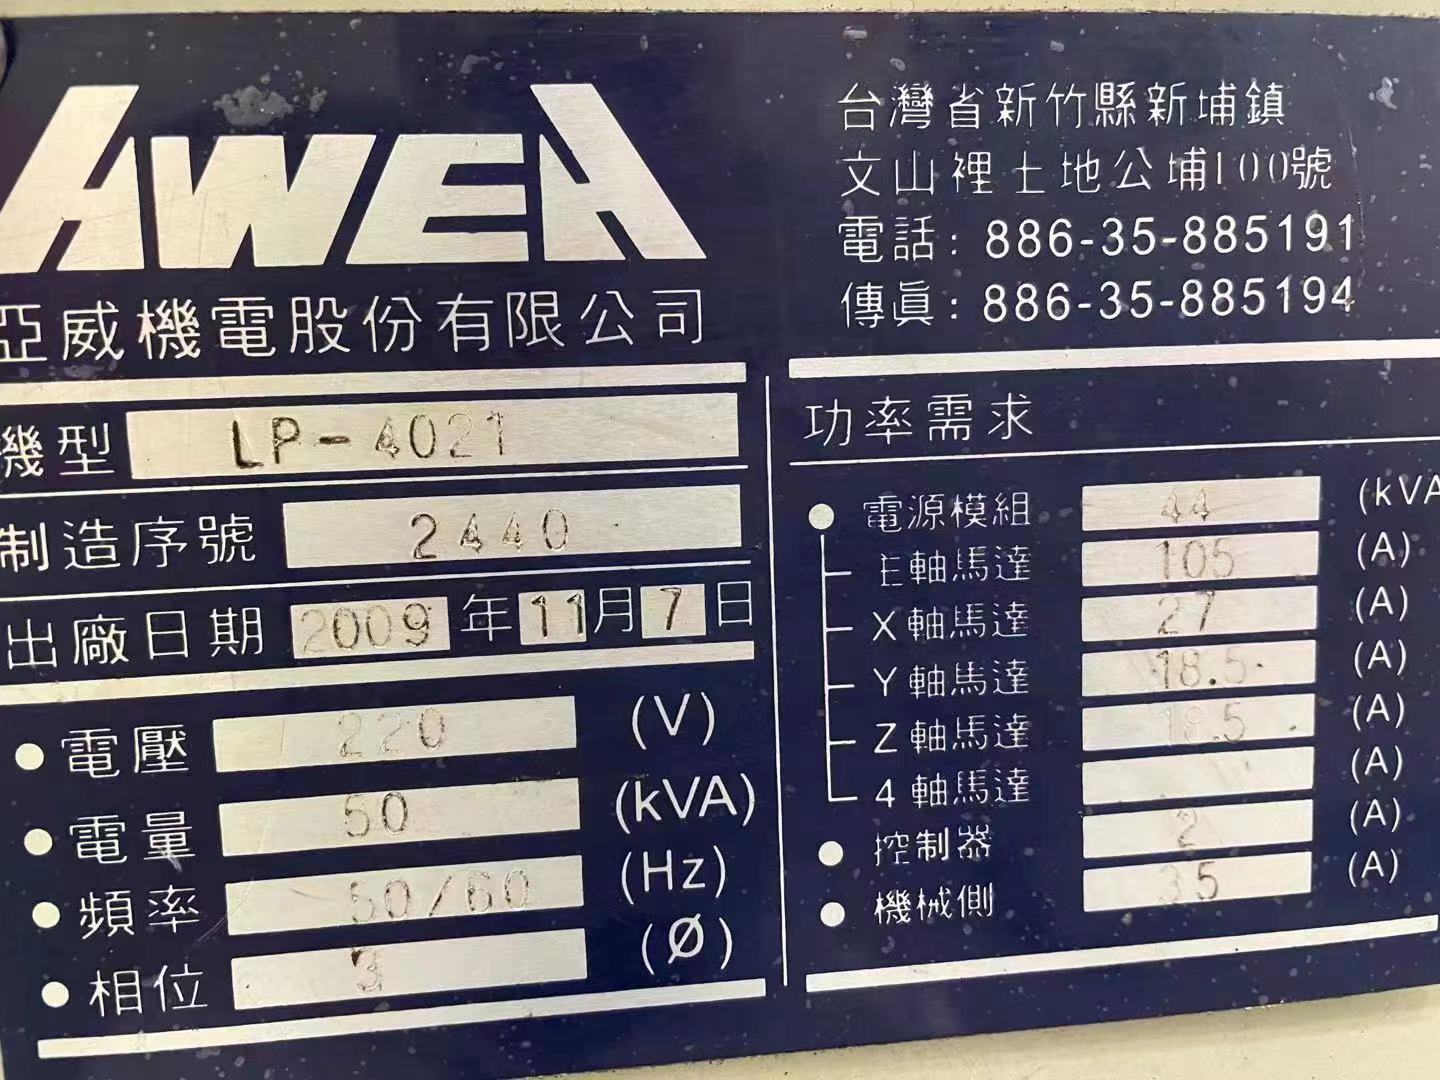 AWEA
亞威機電股份有限公司
台灣省新竹縣新埔鎮
文山裡土地公埔100號
電話：886-35-885191
傳眞：886-35-885194
機型 LP-4021
制造序號 2440
出廠日期 2009 年 11 月 7 日
電壓 220 (V)
電量 50 (kVA)
頻率 50/60 (Hz)
相位 3 (Ø)
功率需求
電源模組 44 (kVA
E軸馬達 105 (A)
X軸馬達 27 (A)
Y軸馬達 18.5 (A)
Z軸馬達 18.5 (A)
4軸馬達 (A)
控制器 2 (A)
機械側 35 (A)